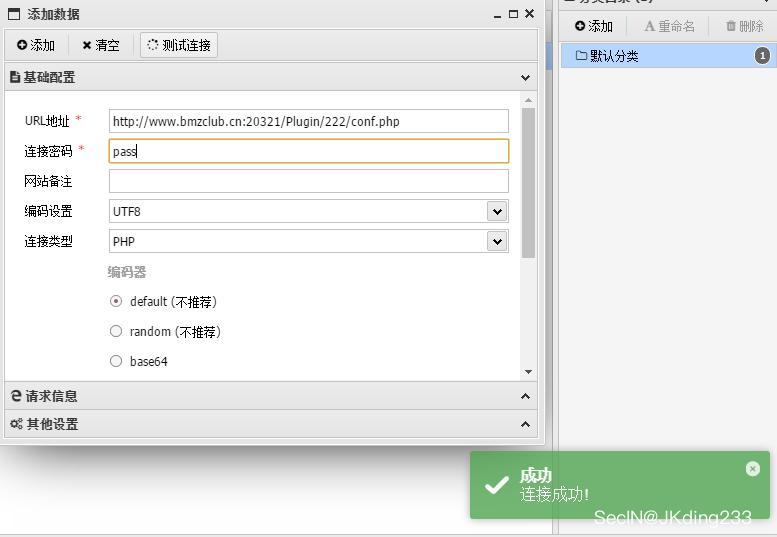 添加数据
添加 清空 测试连接
基础配置
URL地址 * http://www.bmzclub.cn:20321/Plugin/222/conf.php
连接密码 * pass
网站备注
编码设置 UTF8
连接类型 PHP
编码器
default (不推荐)
random (不推荐)
base64
请求信息
其他设置
添加 重命名 删除
默认分类 1
成功
连接成功!
SecIN@JKding233